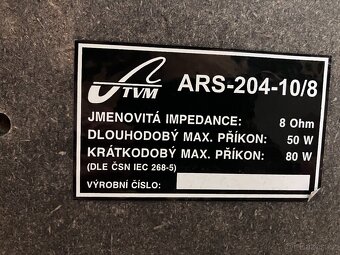 TVM
ARS-204-10/8
JMENOVITÁ IMPEDANCE: 8 Ohm
DLOUHODOBÝ MAX. PŘÍKON: 50 W
KRÁTKODOBÝ MAX. PŘÍKON: 80 W
(DLE ČSN IEC 268-5)
VÝROBNÍ ČÍSLO: